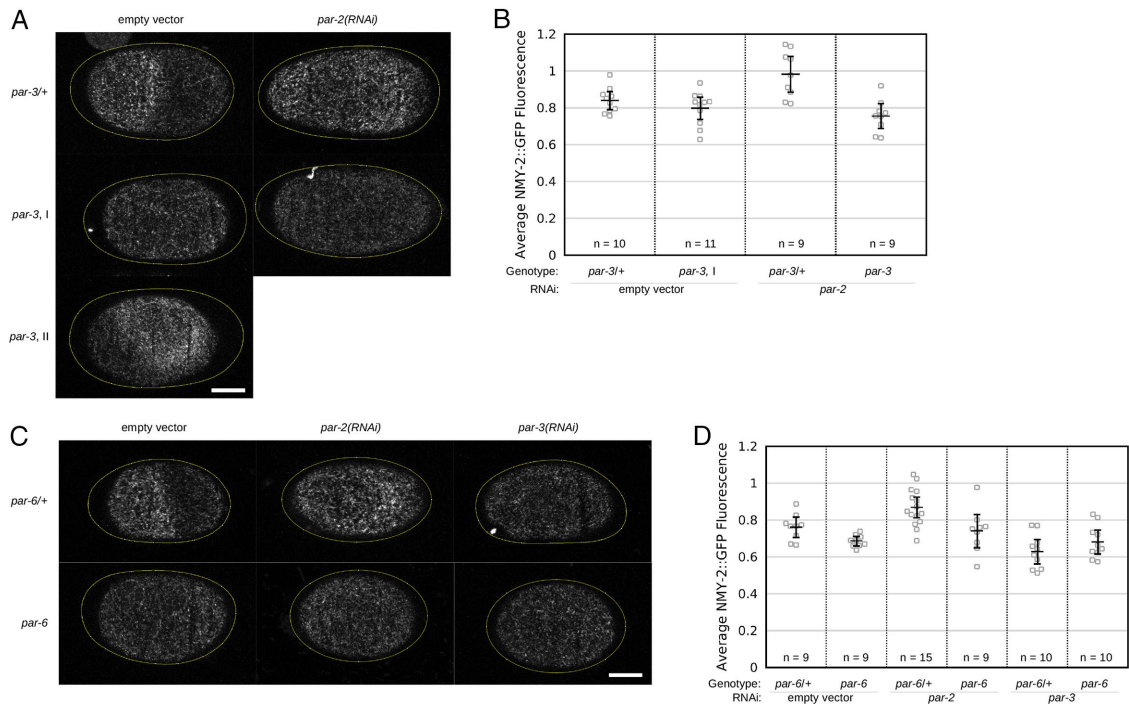 A
empty vector
par-2(RNAi)
par-3/+
par-3, I
par-3, II
B
Average NMY-2::GFP Fluorescence
1.2
1
0.8
0.6
0.4
0.2
0
n = 10
n = 11
n = 9
n = 9
Genotype:
par-3/+
par-3, I
par-3/+
par-3
RNAi:
empty vector
par-2
C
empty vector
par-2(RNAi)
par-3(RNAi)
par-6/+
par-6
D
Average NMY-2::GFP Fluorescence
1.2
1
0.8
0.6
0.4
0.2
0
n = 9
n = 9
n = 15
n = 9
n = 10
n = 10
Genotype:
par-6/+
par-6
par-6/+
par-6
par-6/+
par-6
RNAi:
empty vector
par-2
par-3